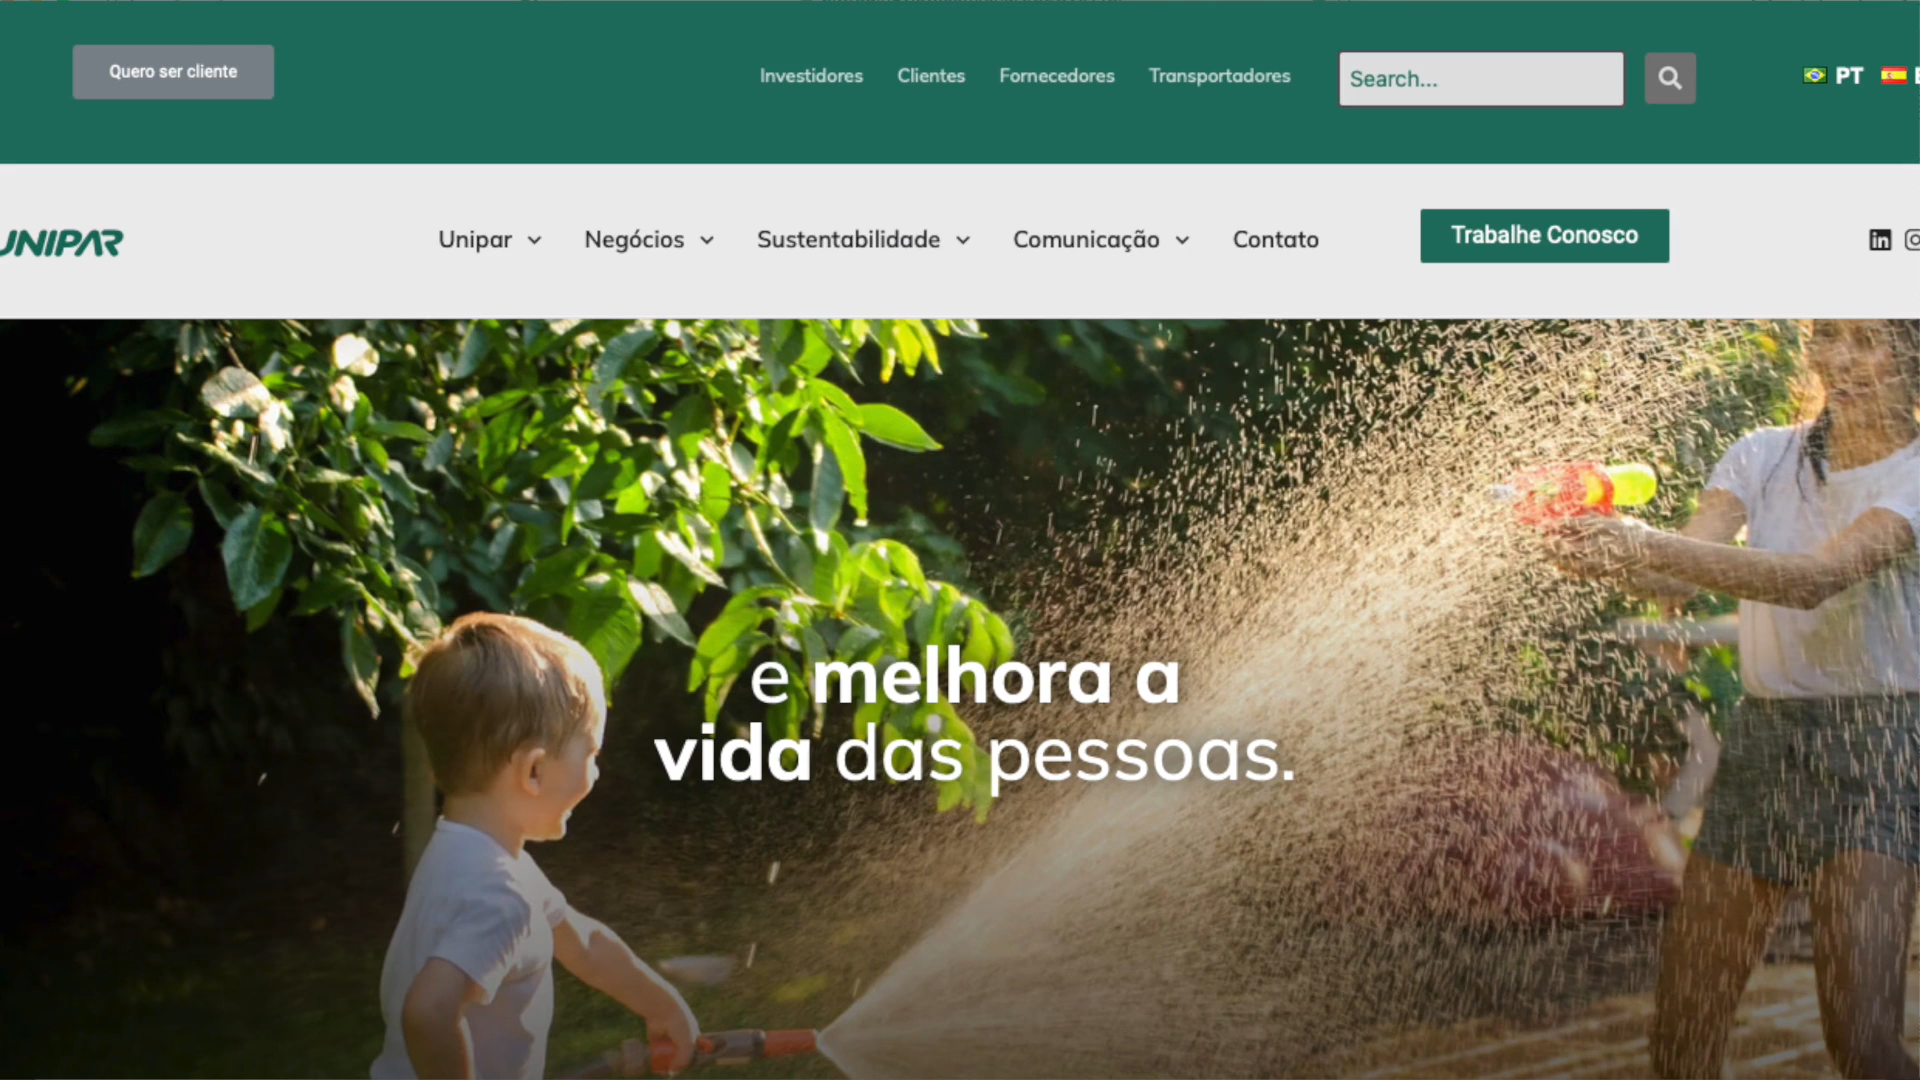 Quero ser cliente
Investidores Clientes Fornecedores Transportadores
Search...
PT
UNIPAR
Unipar Negócios Sustentabilidade Comunicação Contato
Trabalhe Conosco
in
e melhora a
vida das pessoas.